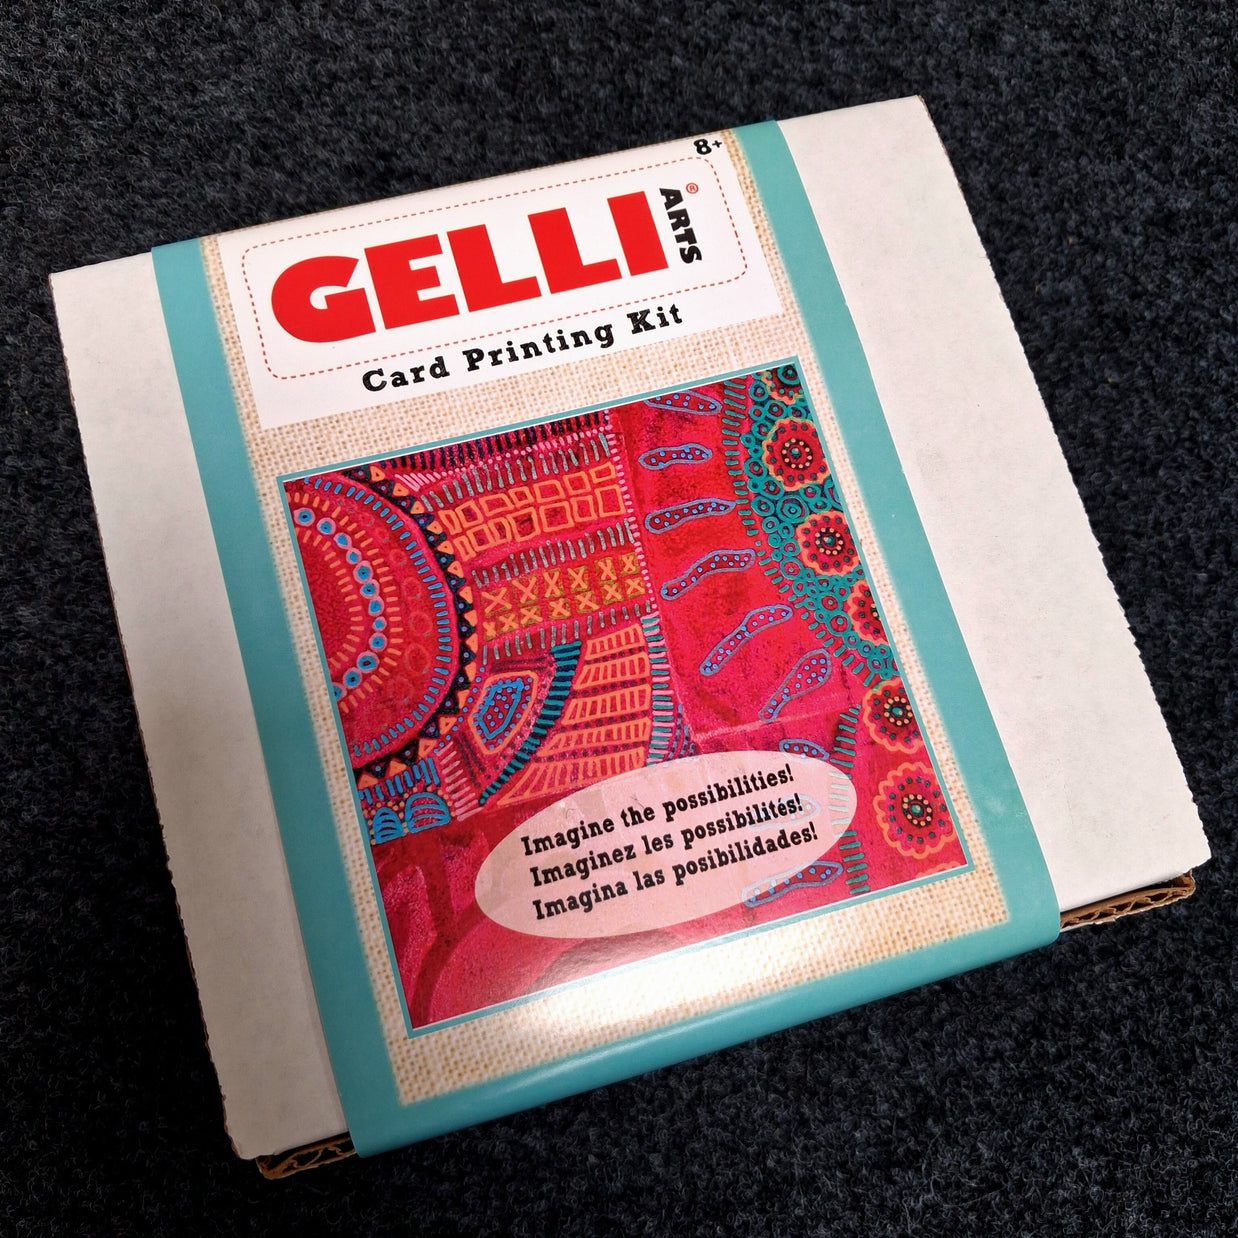 8+
GELLI ARTS®
Card Printing Kit
Imagine the possibilities!
Imaginez les possibilités!
Imagina las posibilidades!